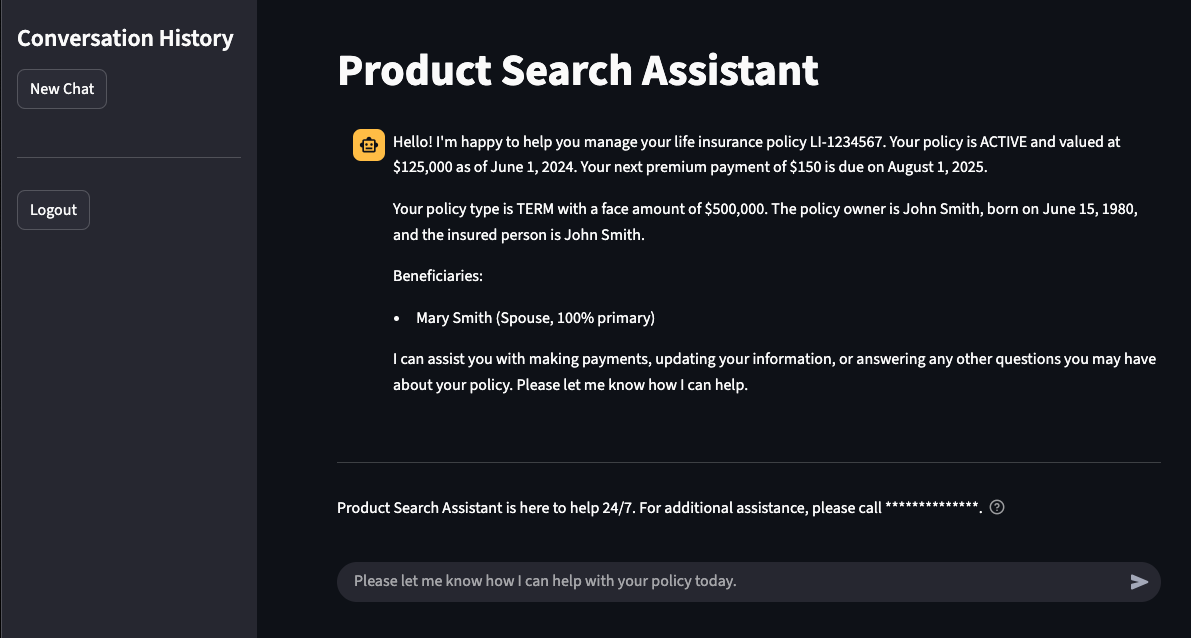 Conversation History
New Chat
Logout
Product Search Assistant
Hello! I'm happy to help you manage your life insurance policy LI-1234567. Your policy is ACTIVE and valued at
$125,000 as of June 1, 2024. Your next premium payment of $150 is due on August 1, 2025.
Your policy type is TERM with a face amount of $500,000. The policy owner is John Smith, born on June 15, 1980,
and the insured person is John Smith.
Beneficiaries:
• Mary Smith (Spouse, 100% primary)
I can assist you with making payments, updating your information, or answering any other questions you may have
about your policy. Please let me know how I can help.
Product Search Assistant is here to help 24/7. For additional assistance, please call **************.
Please let me know how I can help with your policy today.